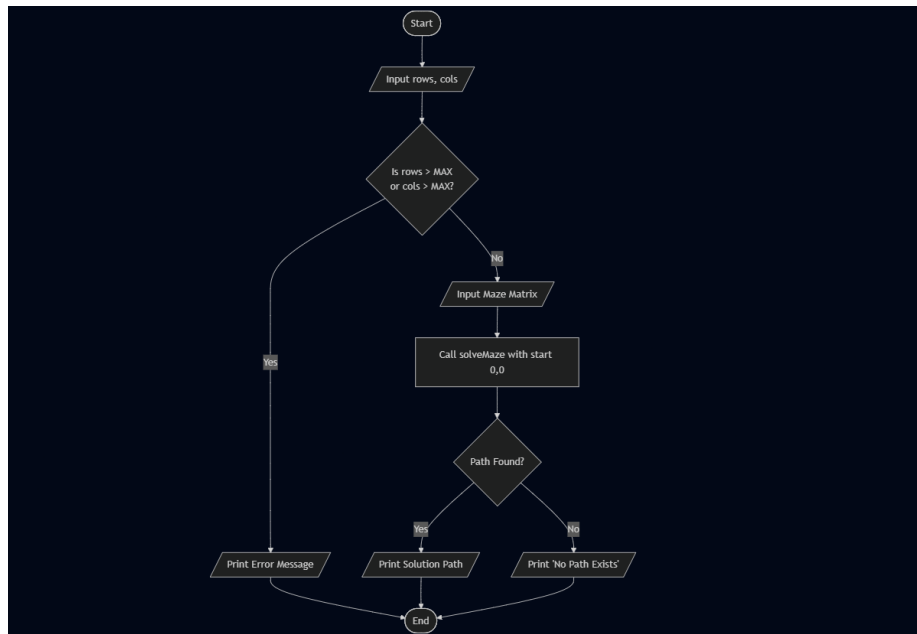 Start
Input rows, cols
Is rows > MAX
or cols > MAX?
No
Input Maze Matrix
Call solveMaze with start
0,0
Yes
Path Found?
Yes
No
Print Error Message
Print Solution Path
Print 'No Path Exists'
End